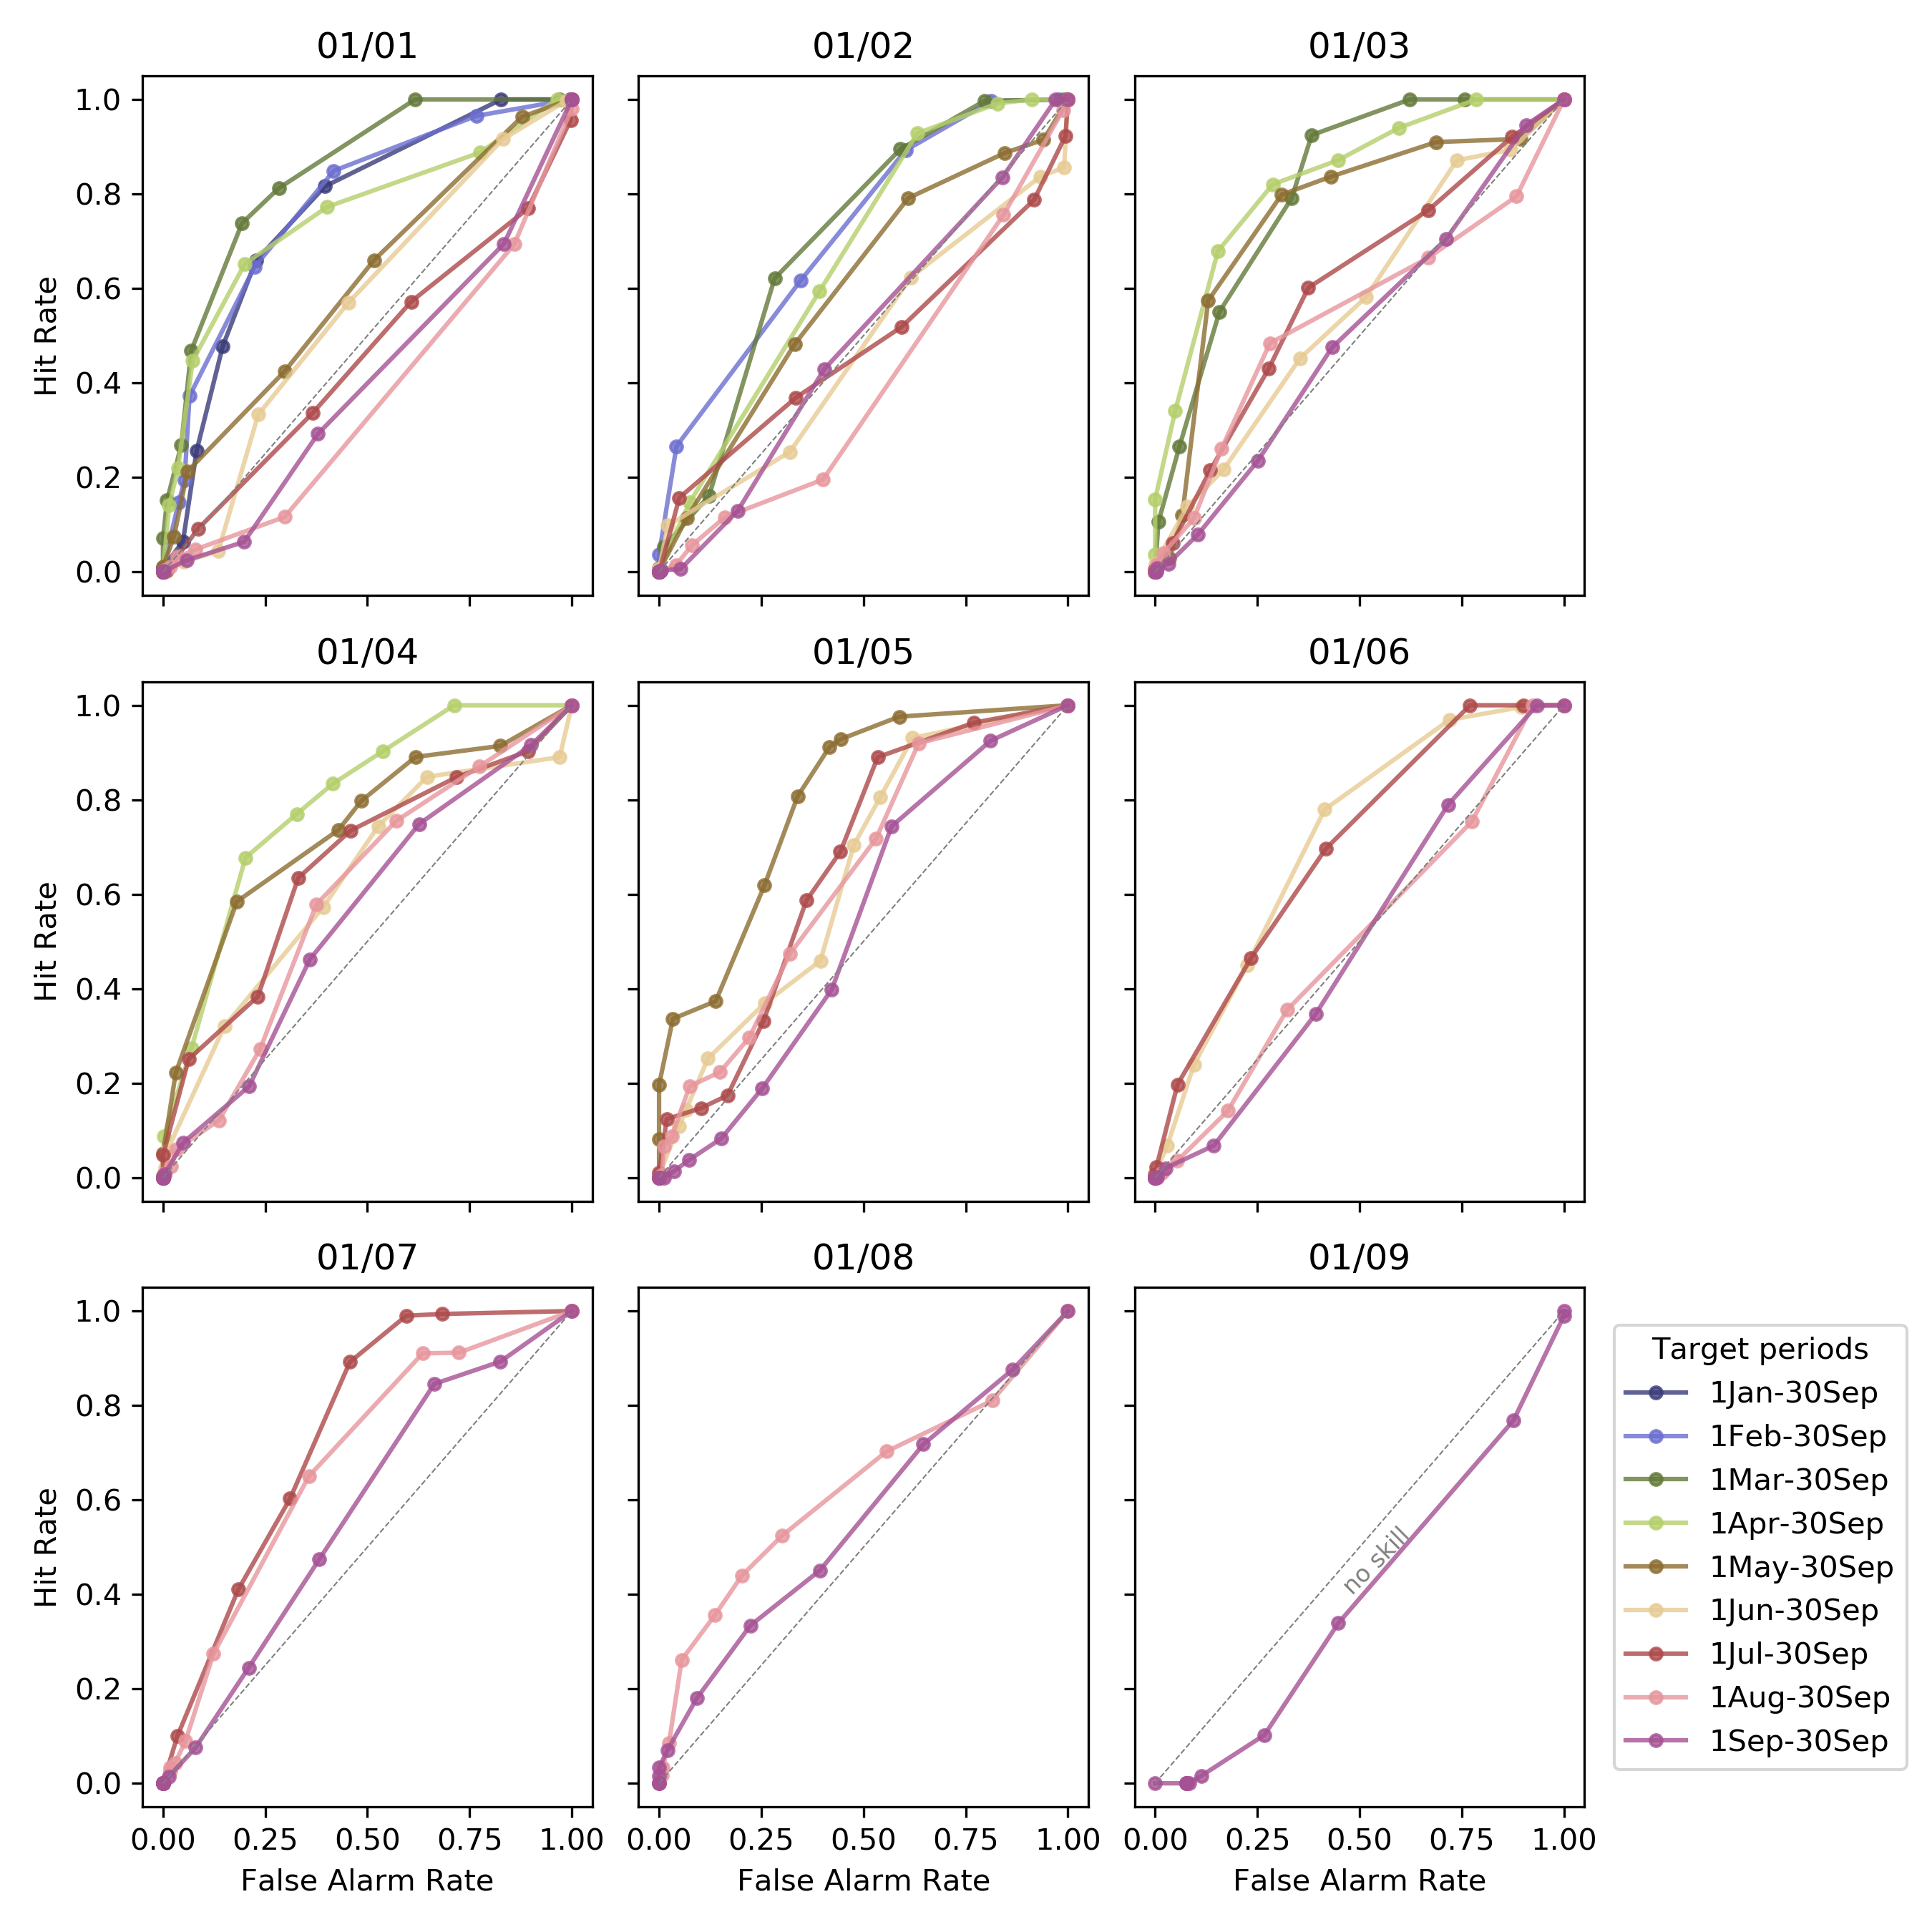 01/01 01/02 01/03
Hit Rate
1.0
0.8
0.6
0.4
0.2
0.0
01/04 01/05 01/06
Hit Rate
1.0
0.8
0.6
0.4
0.2
0.0
01/07 01/08 01/09
Hit Rate
1.0
0.8
0.6
0.4
0.2
0.0
no skill
0.00 0.25 0.50 0.75 1.00 0.00 0.25 0.50 0.75 1.00 0.00 0.25 0.50 0.75 1.00
False Alarm Rate False Alarm Rate False Alarm Rate
Target periods
1Jan-30Sep
1Feb-30Sep
1Mar-30Sep
1Apr-30Sep
1May-30Sep
1Jun-30Sep
1Jul-30Sep
1Aug-30Sep
1Sep-30Sep